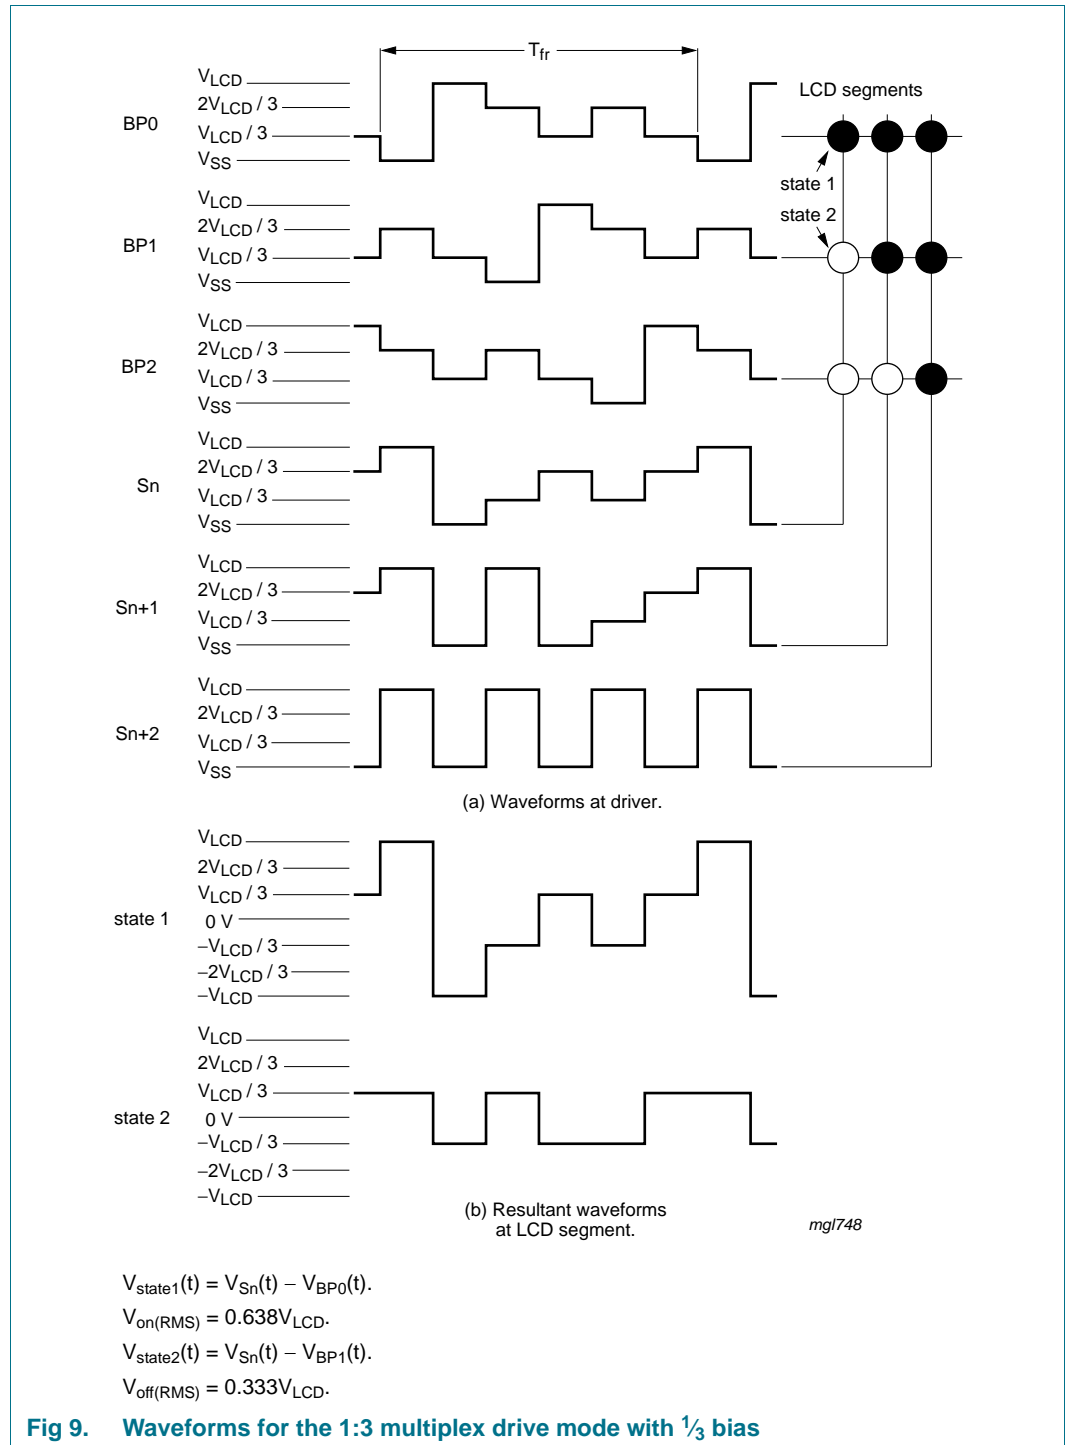 Tfr
VLCD
2VLCD / 3
BP0
VLCD / 3
VSS
LCD segments
state 1
VLCD
2VLCD / 3
BP1
VLCD / 3
VSS
state 2
VLCD
2VLCD / 3
BP2
VLCD / 3
VSS
VLCD
2VLCD / 3
Sn
VLCD / 3
VSS
VLCD
2VLCD / 3
Sn+1
VLCD / 3
VSS
VLCD
2VLCD / 3
Sn+2
VLCD / 3
VSS
(a) Waveforms at driver.
VLCD
2VLCD / 3
VLCD / 3
state 1
0 V
−VLCD / 3
−2VLCD / 3
−VLCD
VLCD
2VLCD / 3
VLCD / 3
state 2
0 V
−VLCD / 3
−2VLCD / 3
−VLCD
(b) Resultant waveforms
at LCD segment.
mgl748
Vstate1(t) = VSn(t) − VBP0(t).
Von(RMS) = 0.638VLCD.
Vstate2(t) = VSn(t) − VBP1(t).
Voff(RMS) = 0.333VLCD.
Fig 9. Waveforms for the 1:3 multiplex drive mode with 1⁄3 bias